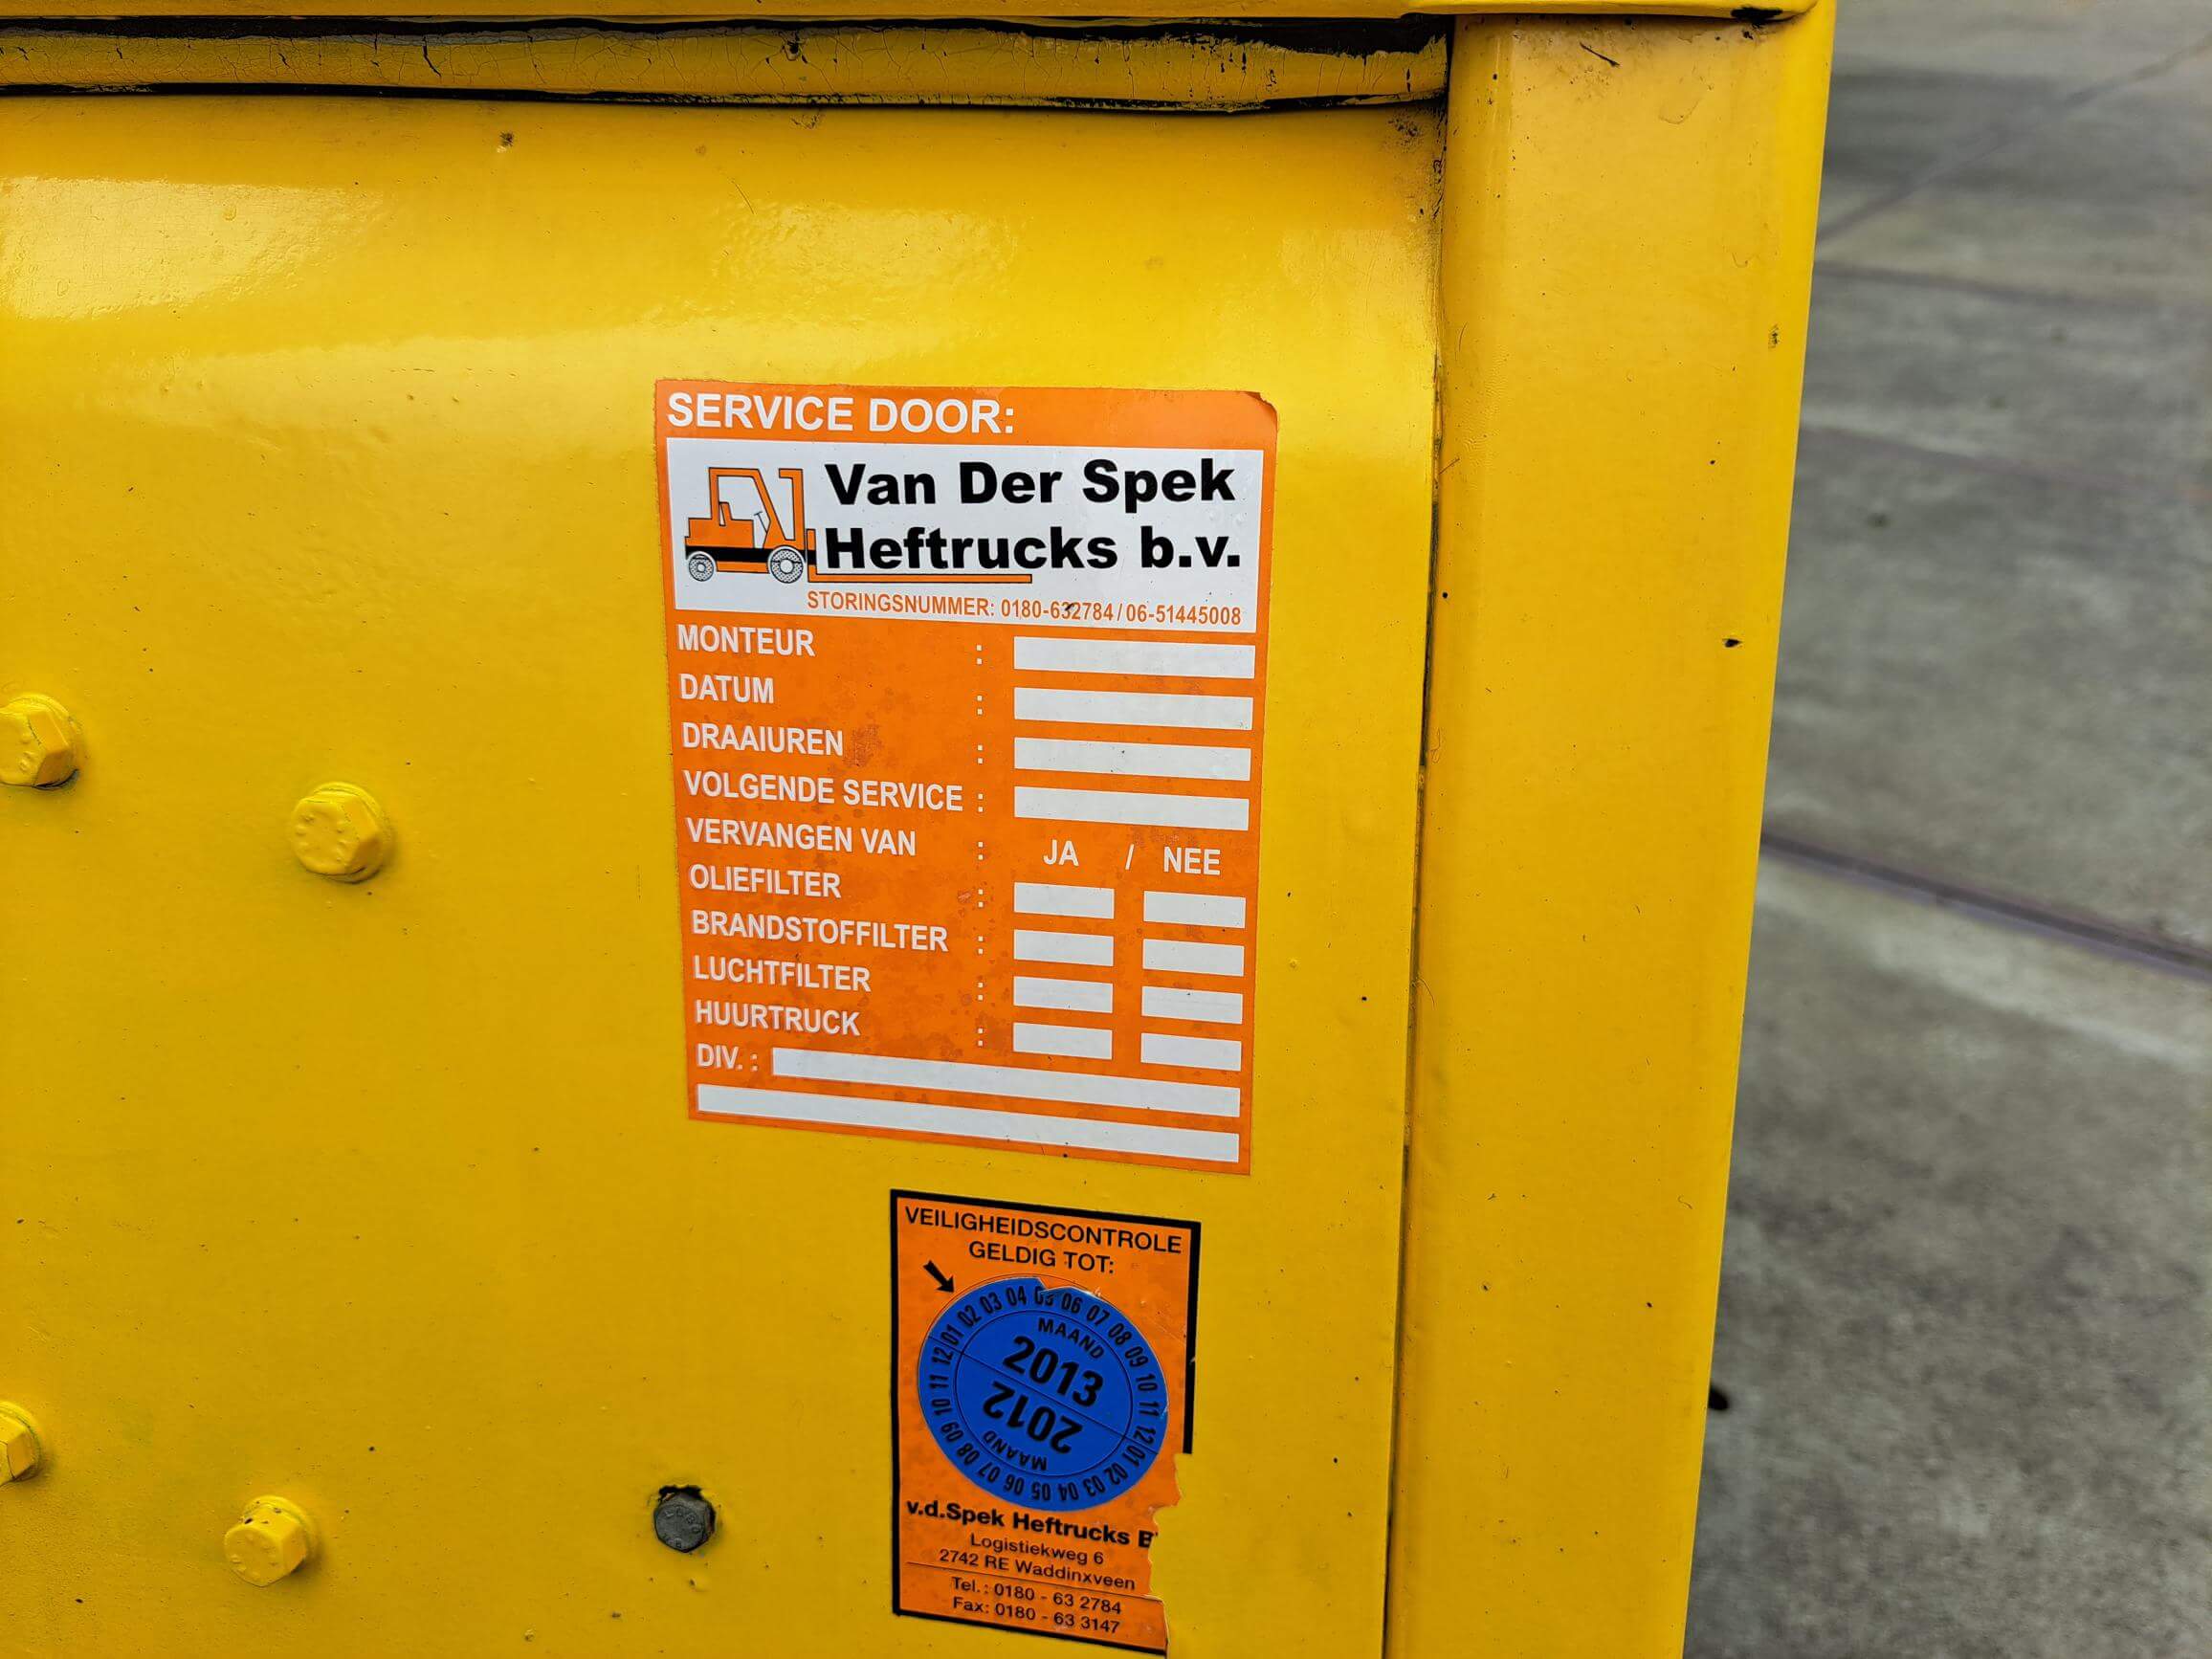 SERVICE DOOR:
Van Der Spek
Heftrucks b.v.
STORINGSNUMMER: 0180-632784 / 06-51445008
MONTEUR :
DATUM :
DRAAIUREN :
VOLGENDE SERVICE :
VERVANGEN VAN : JA / NEE
OLIEFILTER :
BRANDSTOFFILTER :
LUCHTFILTER :
HUURTRUCK :
DIV. :
VEILIGHEIDSCONTROLE
GELDIG TOT:
01 02 03 04 05 06 07 08 09 10 11 12
MAAND
2013
2012
MAAND
01 02 03 04 05 06 07 08 09 10 11 12
v.d.Spek Heftrucks B
Logistiekweg 6
2742 RE Waddinxveen
Tel.: 0180 - 63 2784
Fax: 0180 - 63 3147